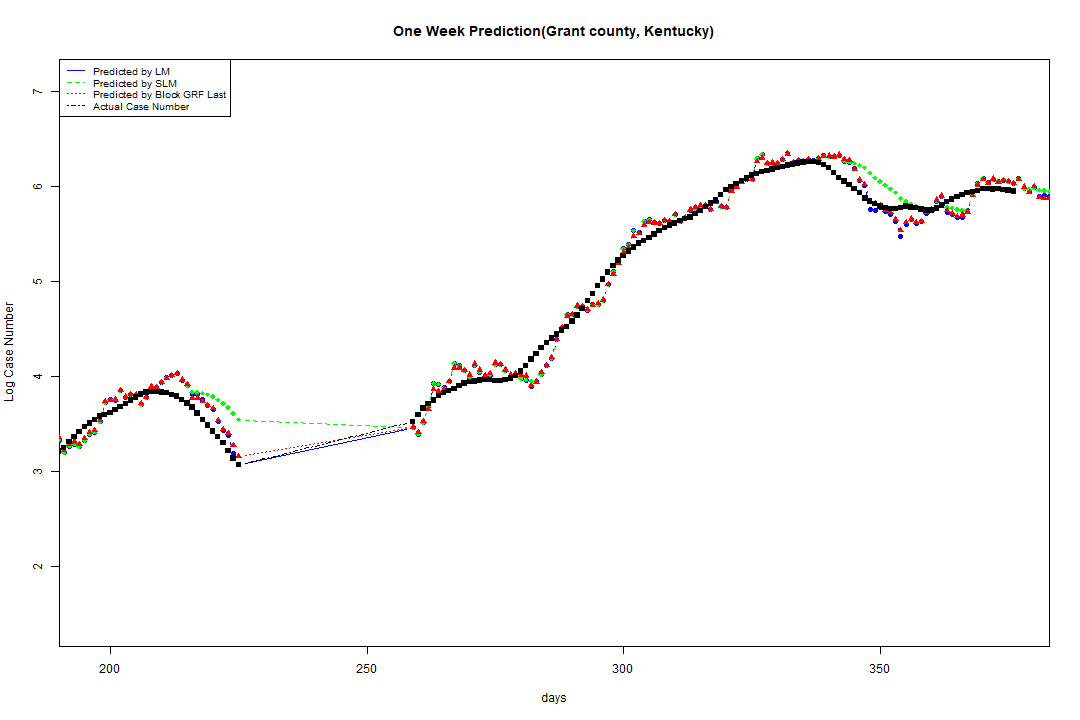 One Week Prediction(Grant county, Kentucky)
Predicted by LM
Predicted by SLM
Predicted by Block GRF Last
Actual Case Number
7
6
5
4
3
2
Log Case Number
200
250
300
350
days